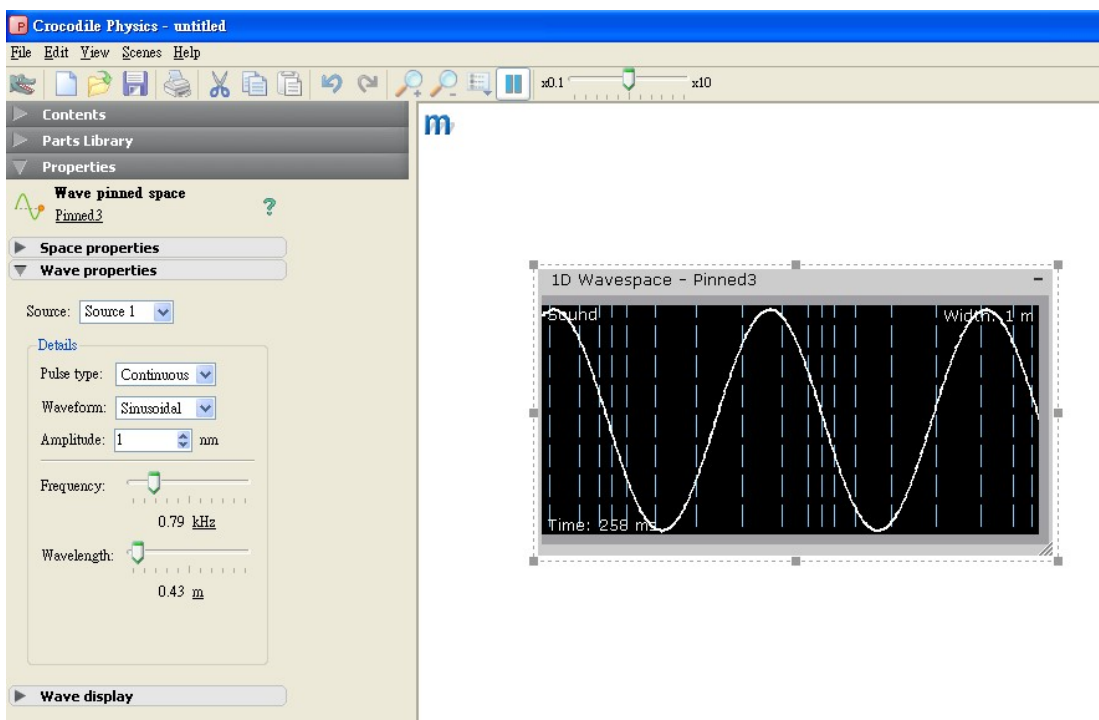 P Crocodile Physics - untitled
File Edit View Scenes Help
x0.1 x10
Contents
Parts Library
Properties
Wave pinned space
Pinned3
?
Space properties
Wave properties
Source: Source 1
Details
Pulse type: Continuous
Waveform: Sinusoidal
Amplitude: 1 nm
Frequency:
0.79 kHz
Wavelength:
0.43 m
Wave display
m
1D Wavespace - Pinned3
Sound Width: 1 m
Time: 258 ms